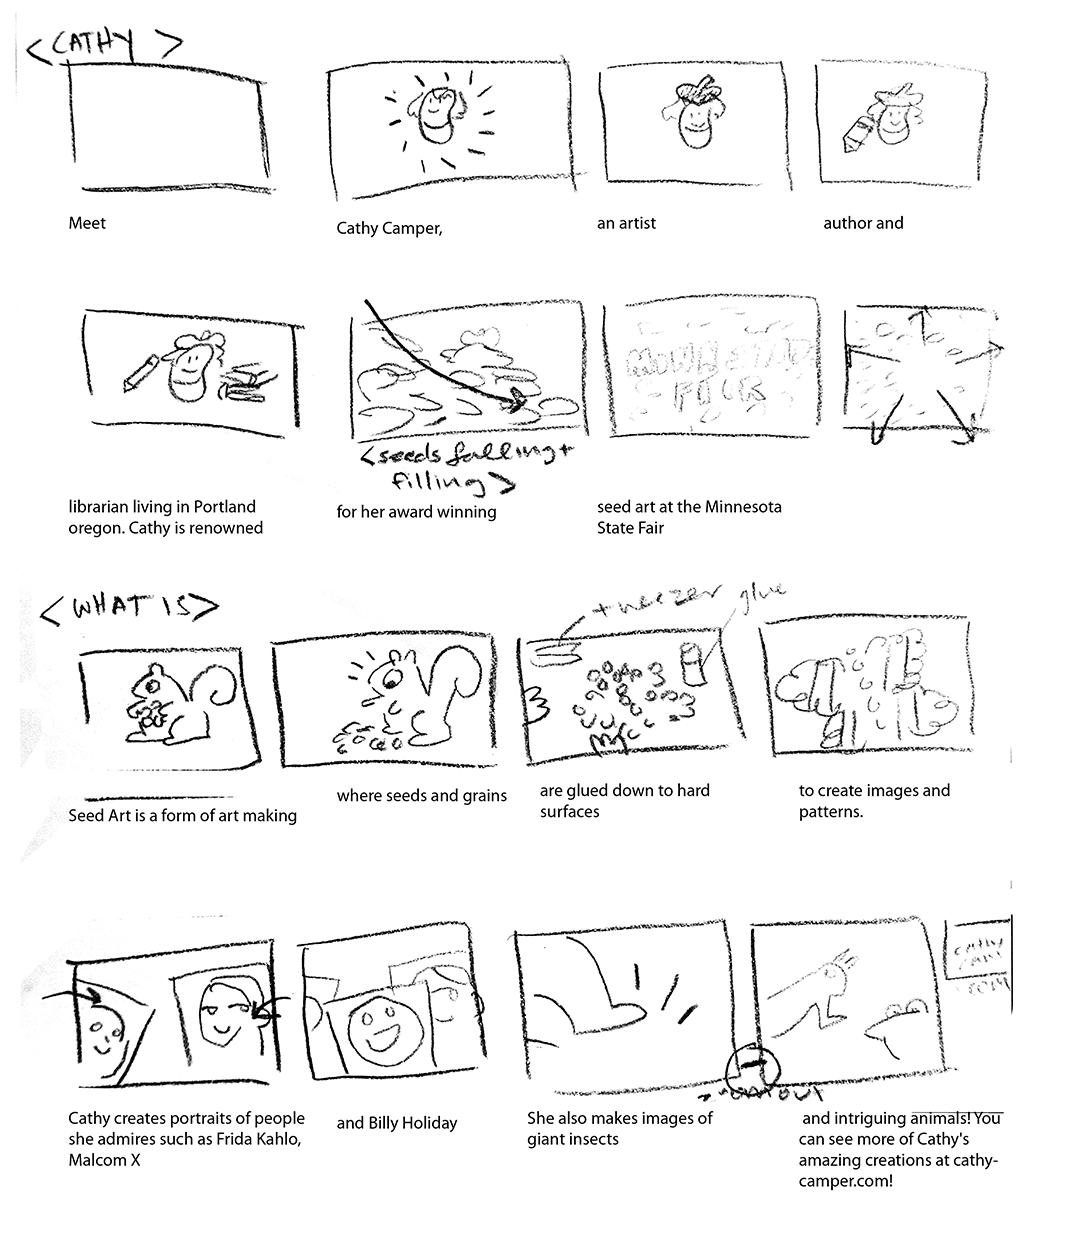 <CATHY>
Meet
Cathy Camper,
an artist
author and
<seeds falling +
filling>
librarian living in Portland
oregon. Cathy is renowned
for her award winning
seed art at the Minnesota
State Fair
<WHAT IS>
tweezer glue
Seed Art is a form of art making
where seeds and grains
are glued down to hard
surfaces
to create images and
patterns.
cathy
zoom out
Cathy creates portraits of people
she admires such as Frida Kahlo,
Malcom X
and Billy Holiday
She also makes images of
giant insects
and intriguing animals! You
can see more of Cathy's
amazing creations at cathy-
camper.com!